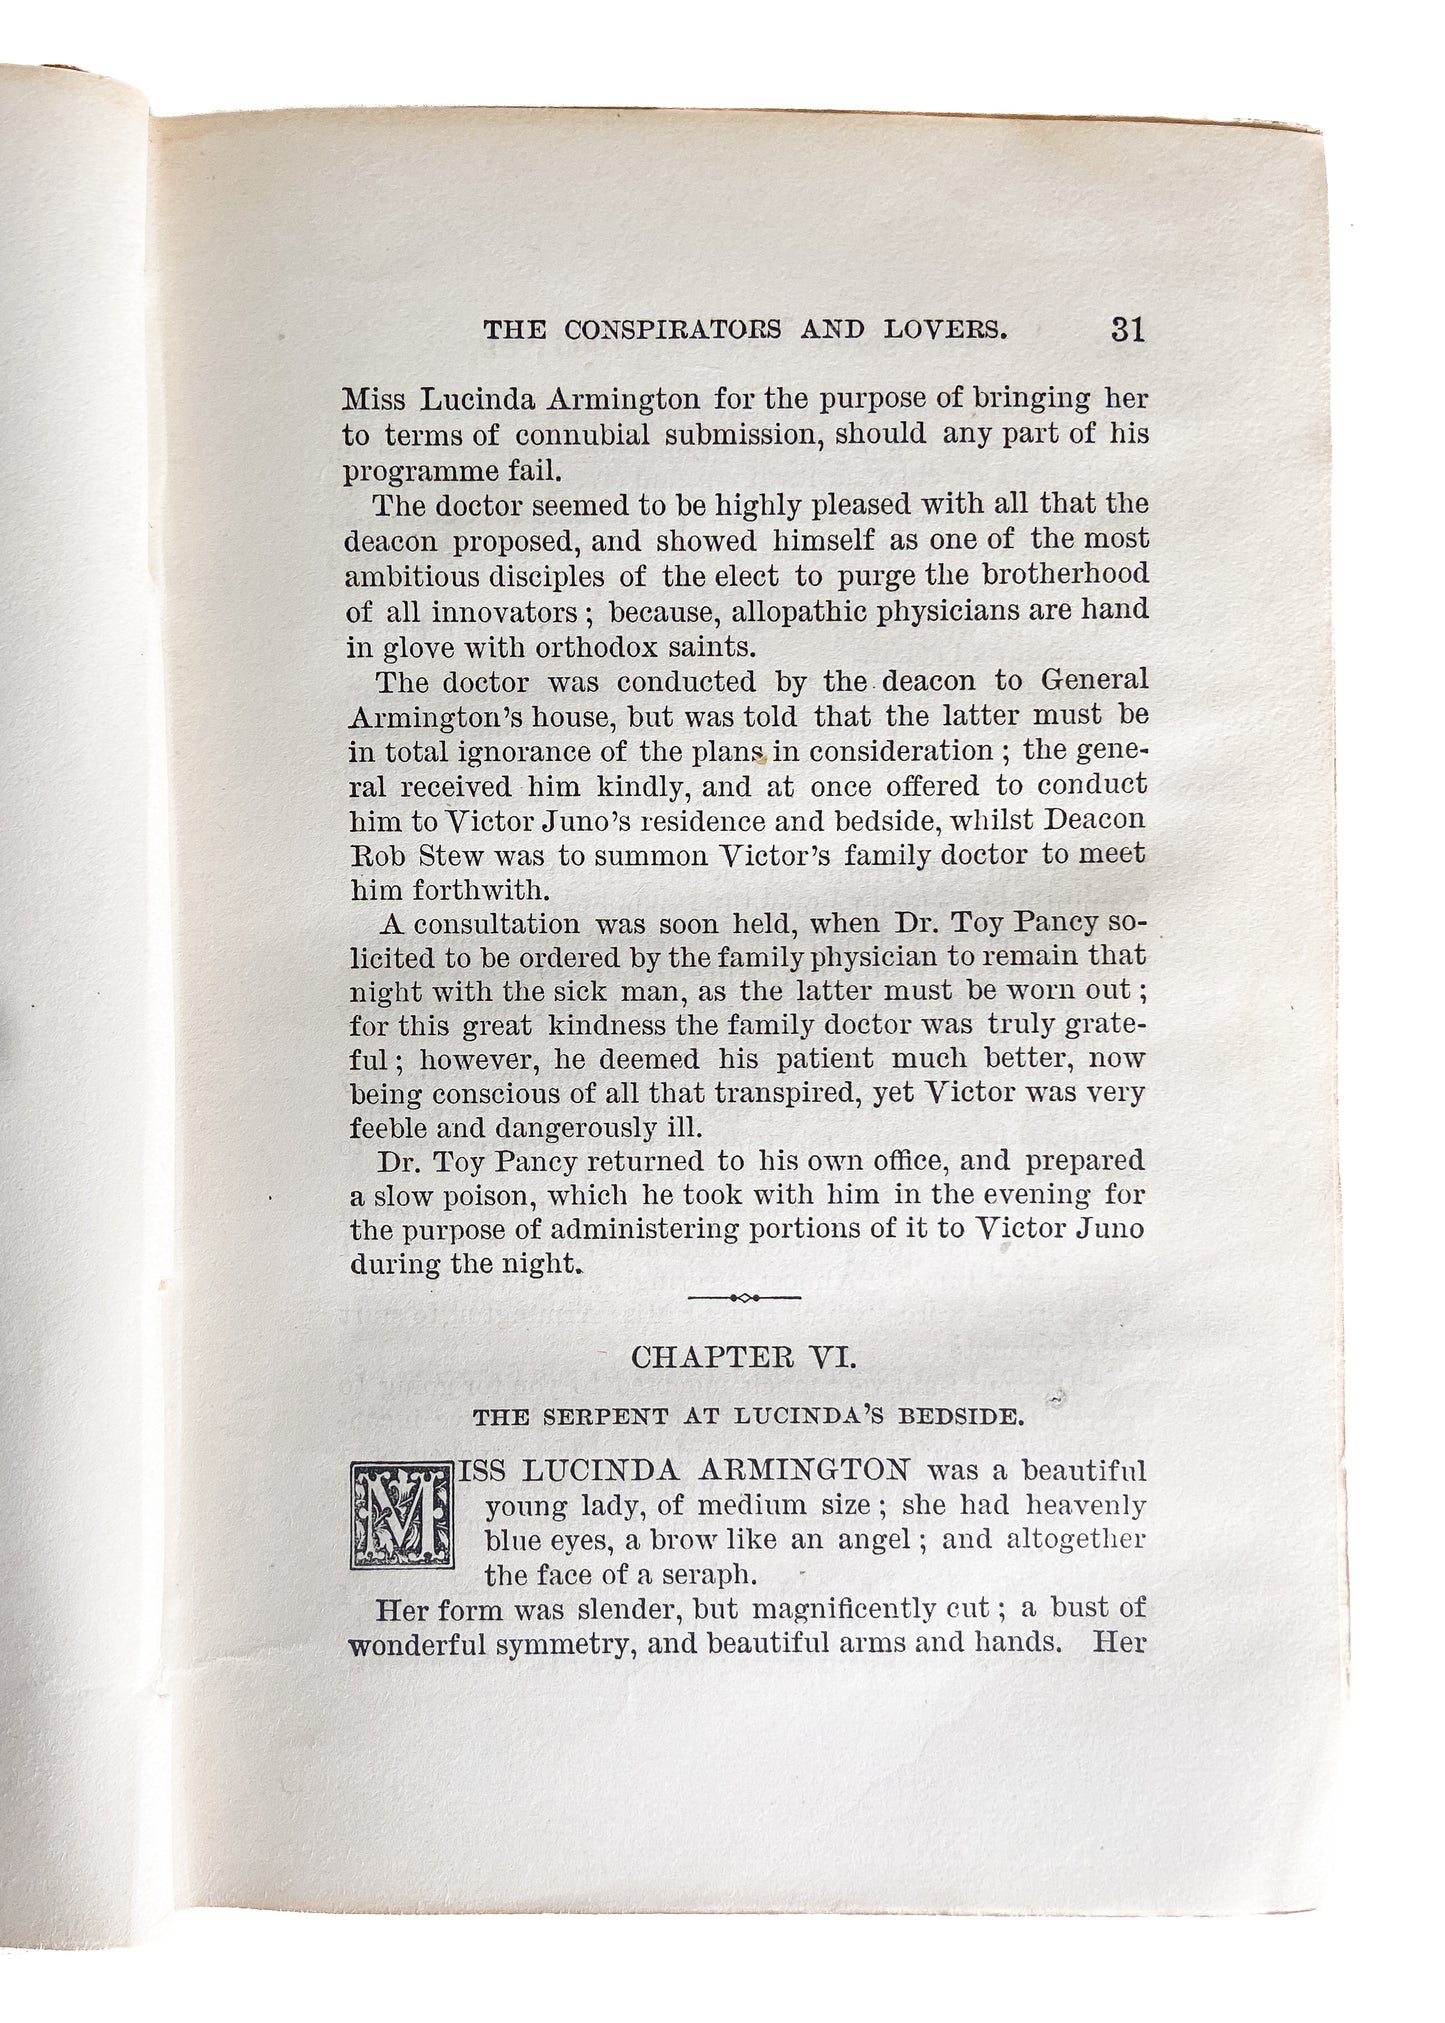 THE CONSPIRATORS AND LOVERS. 31
Miss Lucinda Armington for the purpose of bringing her
to terms of connubial submission, should any part of his
programme fail.
The doctor seemed to be highly pleased with all that the
deacon proposed, and showed himself as one of the most
ambitious disciples of the elect to purge the brotherhood
of all innovators ; because, allopathic physicians are hand
in glove with orthodox saints.
The doctor was conducted by the deacon to General
Armington's house, but was told that the latter must be
in total ignorance of the plans in consideration ; the gene-
ral received him kindly, and at once offered to conduct
him to Victor Juno's residence and bedside, whilst Deacon
Rob Stew was to summon Victor's family doctor to meet
him forthwith.
A consultation was soon held, when Dr. Toy Pancy so-
licited to be ordered by the family physician to remain that
night with the sick man, as the latter must be worn out ;
for this great kindness the family doctor was truly grate-
ful ; however, he deemed his patient much better, now
being conscious of all that transpired, yet Victor was very
feeble and dangerously ill.
Dr. Toy Pancy returned to his own office, and prepared
a slow poison, which he took with him in the evening for
the purpose of administering portions of it to Victor Juno
during the night.
CHAPTER VI.
THE SERPENT AT LUCINDA'S BEDSIDE.
MISS LUCINDA ARMINGTON was a beautiful
young lady, of medium size ; she had heavenly
blue eyes, a brow like an angel ; and altogether
the face of a seraph.
Her form was slender, but magnificently cut ; a bust of
wonderful symmetry, and beautiful arms and hands. Her